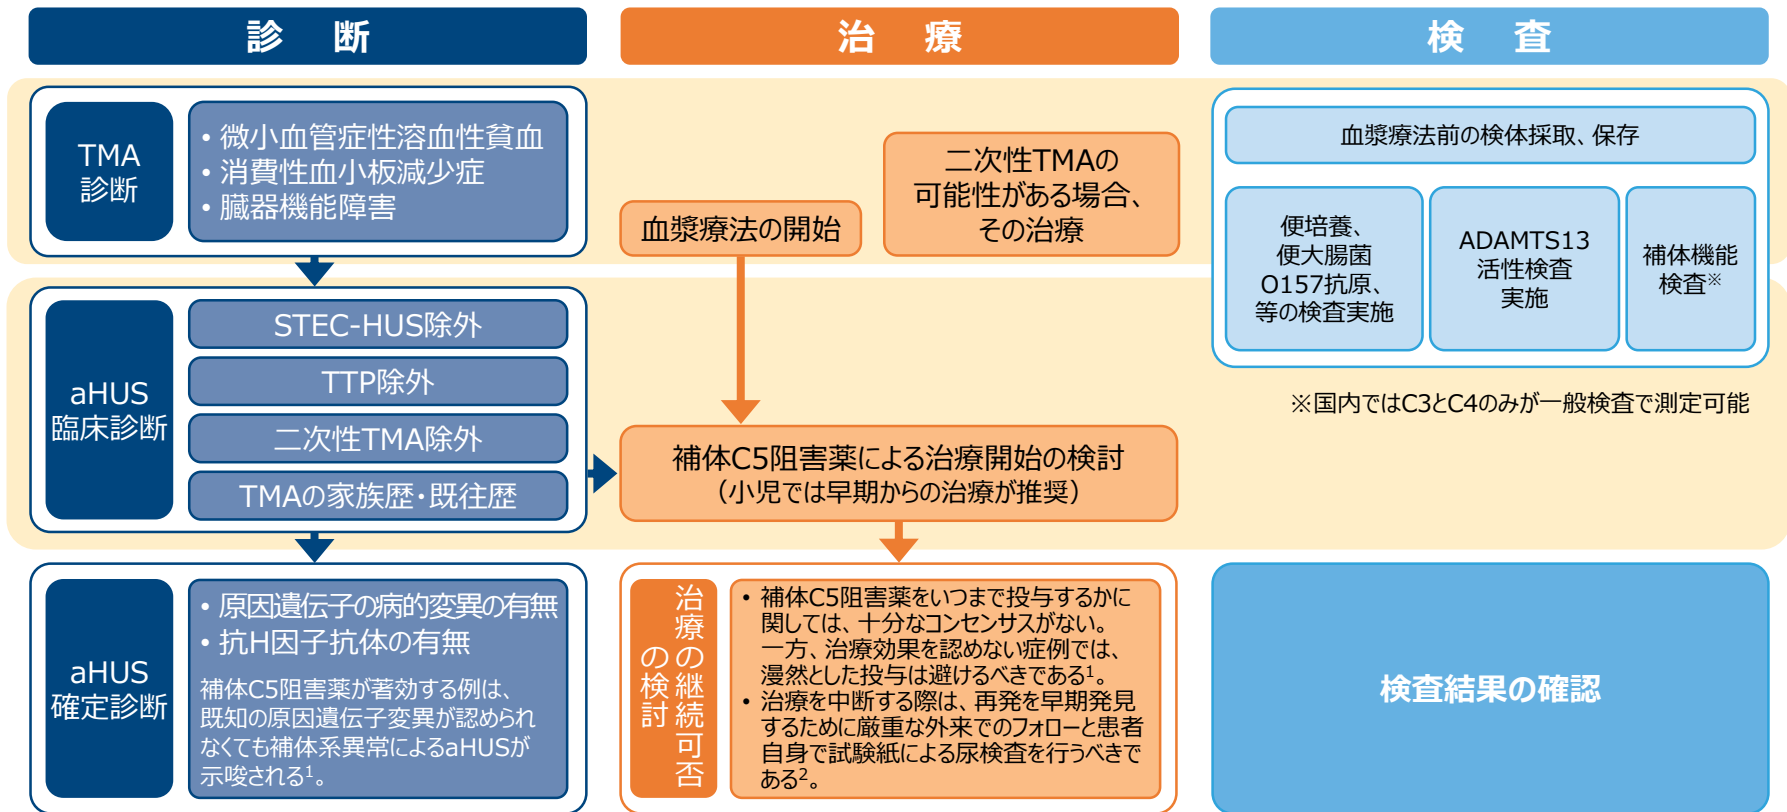 診 断
治 療
検 査
TMA
診断
• 微小血管症性溶血性貧血
• 消費性血小板減少症
• 臓器機能障害
血漿療法の開始
二次性TMAの
可能性がある場合、
その治療
血漿療法前の検体採取、保存
便培養、
便大腸菌
O157抗原、
等の検査実施
ADAMTS13
活性検査
実施
補体機能
検査※
※国内ではC3とC4のみが一般検査で測定可能
aHUS
臨床診断
STEC-HUS除外
TTP除外
二次性TMA除外
TMAの家族歴・既往歴
補体C5阻害薬による治療開始の検討
（小児では早期からの治療が推奨）
aHUS
確定診断
• 原因遺伝子の病的変異の有無
• 抗H因子抗体の有無
補体C5阻害薬が著効する例は、
既知の原因遺伝子変異が認められ
なくても補体系異常によるaHUSが
示唆される1。
治療の継続可否
の検討
• 補体C5阻害薬をいつまで投与するかに
関しては、十分なコンセンサスがない。
一方、治療効果を認めない症例では、
漫然とした投与は避けるべきである1。
• 治療を中断する際は、再発を早期発見
するために厳重な外来でのフォローと患者
自身で試験紙による尿検査を行うべきで
ある2。
検査結果の確認